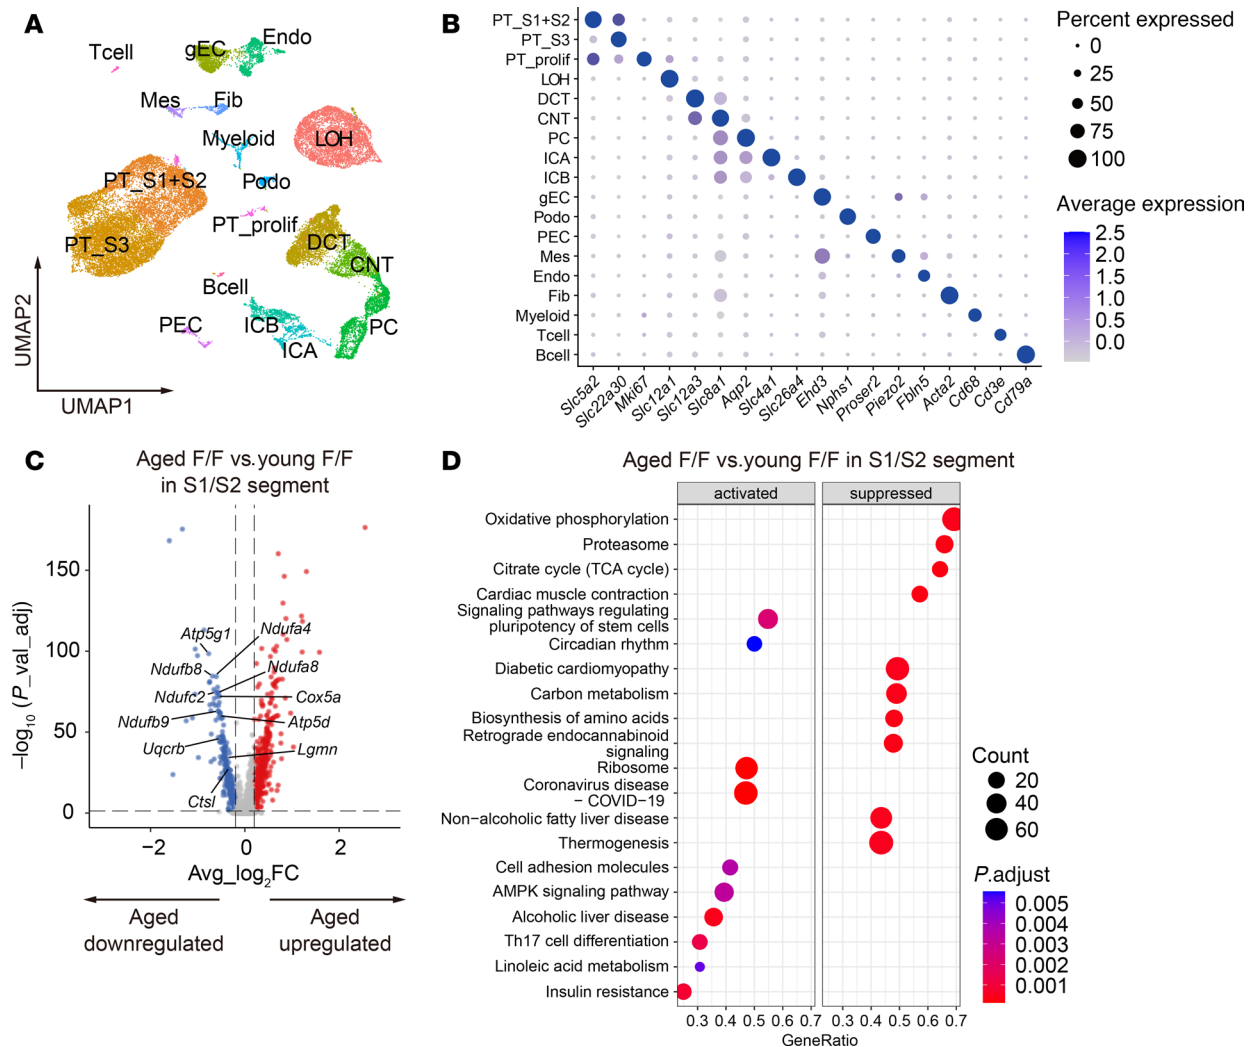 A
Tcell
gEC
Endo
Mes
Fib
Myeloid
LOH
PT_S1+S2
Podo
PT_S3
PT_prolif
DCT
CNT
Bcell
PEC
ICB
ICA
PC
UMAP2
UMAP1
B
PT_S1+S2
PT_S3
PT_prolif
LOH
DCT
CNT
PC
ICA
ICB
gEC
Podo
PEC
Mes
Endo
Fib
Myeloid
Tcell
Bcell
Slc5a2
Slc22a30
Mki67
Slc12a1
Slc12a3
Slc8a1
Aqp2
Slc4a1
Slc26a4
Ehd3
Nphs1
Proser2
Piezo2
Fbln5
Acta2
Cd68
Cd3e
Cd79a
Percent expressed
0
25
50
75
100
Average expression
2.5
2.0
1.5
1.0
0.5
0.0
C
Aged F/F vs.young F/F
in S1/S2 segment
−log10 (P_val_adj)
150
100
50
0
Atp5g1
Ndufa4
Ndufb8
Ndufa8
Ndufc2
Cox5a
Ndufb9
Atp5d
Uqcrb
Lgmn
Ctsl
−2 0 2
Avg_log2FC
Aged
downregulated
Aged
upregulated
D
Aged F/F vs.young F/F in S1/S2 segment
activated suppressed
Oxidative phosphorylation
Proteasome
Citrate cycle (TCA cycle)
Cardiac muscle contraction
Signaling pathways regulating
pluripotency of stem cells
Circadian rhythm
Diabetic cardiomyopathy
Carbon metabolism
Biosynthesis of amino acids
Retrograde endocannabinoid
signaling
Ribosome
Coronavirus disease
− COVID−19
Non−alcoholic fatty liver disease
Thermogenesis
Cell adhesion molecules
AMPK signaling pathway
Alcoholic liver disease
Th17 cell differentiation
Linoleic acid metabolism
Insulin resistance
0.3 0.4 0.5 0.6 0.7 0.3 0.4 0.5 0.6 0.7
GeneRatio
Count
20
40
60
P.adjust
0.005
0.004
0.003
0.002
0.001